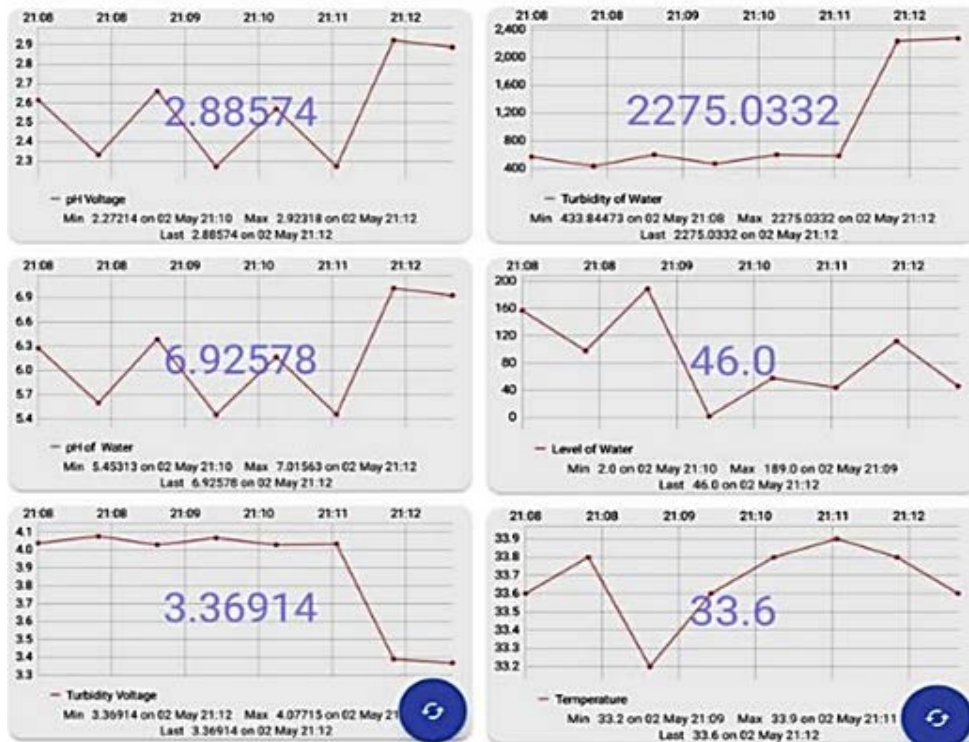 21:08 21:08 21:09 21:10 21:11 21:12
2.9
2.8
2.7
2.6
2.5
2.4
2.3
2.88574
pH Voltage
Min 2.27214 on 02 May 21:10 Max 2.92318 on 02 May 21:12
Last 2.88574 on 02 May 21:12
21:08 21:08 21:09 21:10 21:11 21:12
2,400
2,000
1,600
1,200
800
400
2275.0332
Turbidity of Water
Min 433.84473 on 02 May 21:08 Max 2275.0332 on 02 May 21:12
Last 2275.0332 on 02 May 21:12
21:08 21:08 21:09 21:10 21:11 21:12
6.9
6.6
6.3
6.0
5.7
5.4
6.92578
pH of Water
Min 5.45313 on 02 May 21:10 Max 7.01563 on 02 May 21:12
Last 6.92578 on 02 May 21:12
21:08 21:08 21:09 21:10 21:11 21:12
200
160
120
80
40
0
46.0
Level of Water
Min 2.0 on 02 May 21:10 Max 189.0 on 02 May 21:09
Last 46.0 on 02 May 21:12
21:08 21:08 21:09 21:10 21:11 21:12
4.1
4.0
3.9
3.8
3.7
3.6
3.5
3.4
3.3
3.36914
Turbidity Voltage
Min 3.36914 on 02 May 21:12 Max 4.07715 on 02 May 2
Last 3.36914 on 02 May 21:12
21:08 21:08 21:09 21:10 21:11 21:12
33.9
33.8
33.7
33.6
33.5
33.4
33.3
33.2
33.6
Temperature
Min 33.2 on 02 May 21:09 Max 33.9 on 02 May 21:11
Last 33.6 on 02 May 21:12